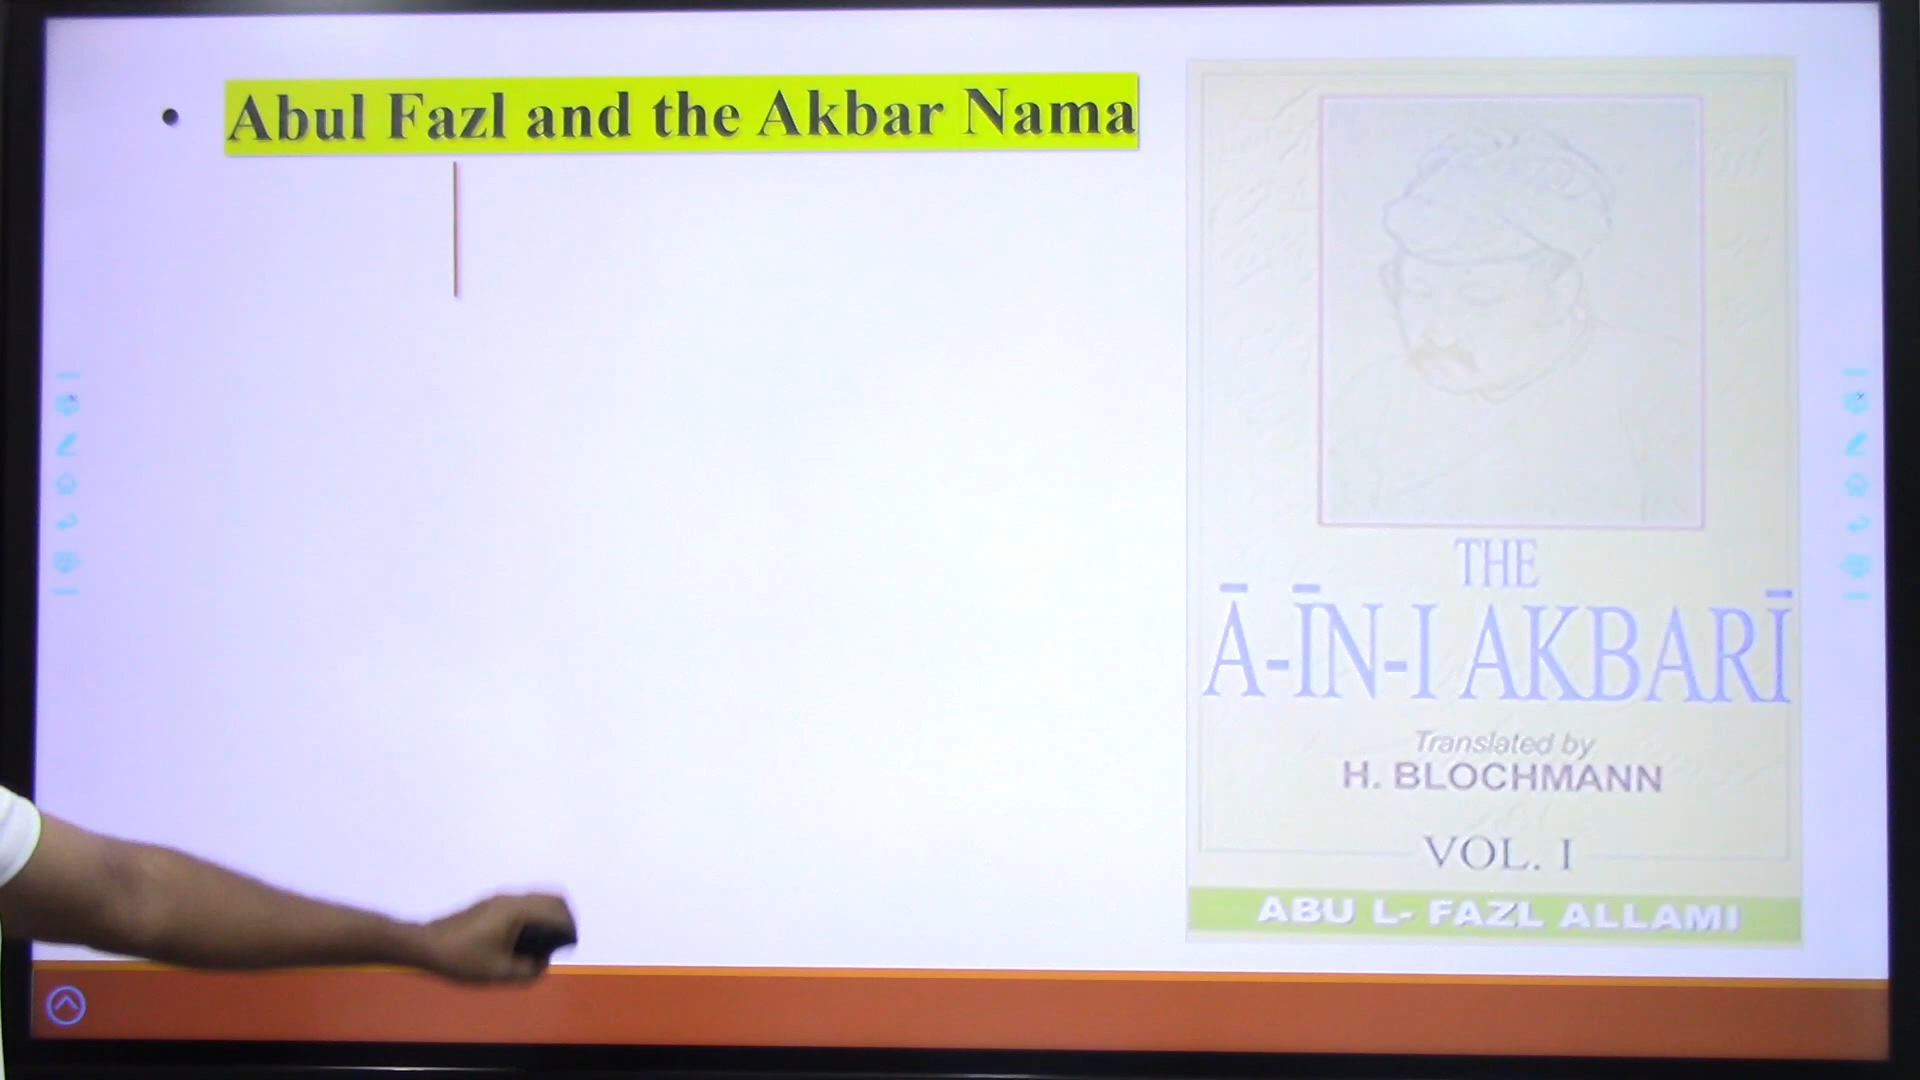 • Abul Fazl and the Akbar Nama
THE
Ā-ĪN-I AKBARĪ
Translated by
H. BLOCHMANN
VOL. I
ABU L- FAZL ALLAMI